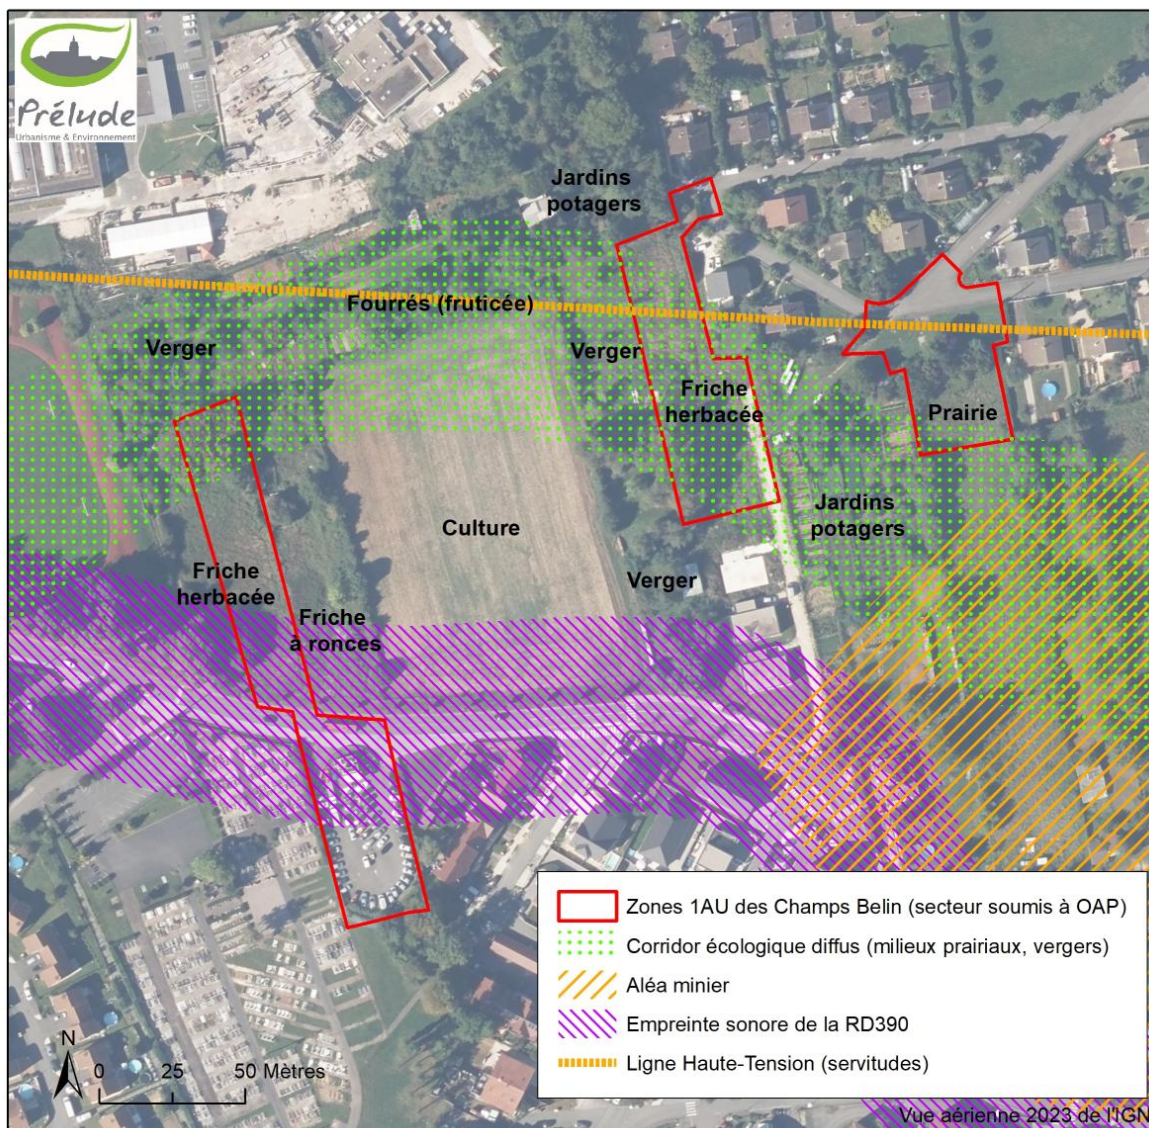 Prélude
Urbanisme & Environnement
Jardins
potagers
Fourrés (fruticée)
Verger
Verger
Friche
herbacée
Prairie
Culture
Jardins
potagers
Friche
herbacée
Verger
Friche
à ronces
Zones 1AU des Champs Belin (secteur soumis à OAP)
Corridor écologique diffus (milieux prairiaux, vergers)
Aléa minier
Empreinte sonore de la RD390
Ligne Haute-Tension (servitudes)
N
0 25 50 Mètres
Vue aérienne 2023 de l'IGN